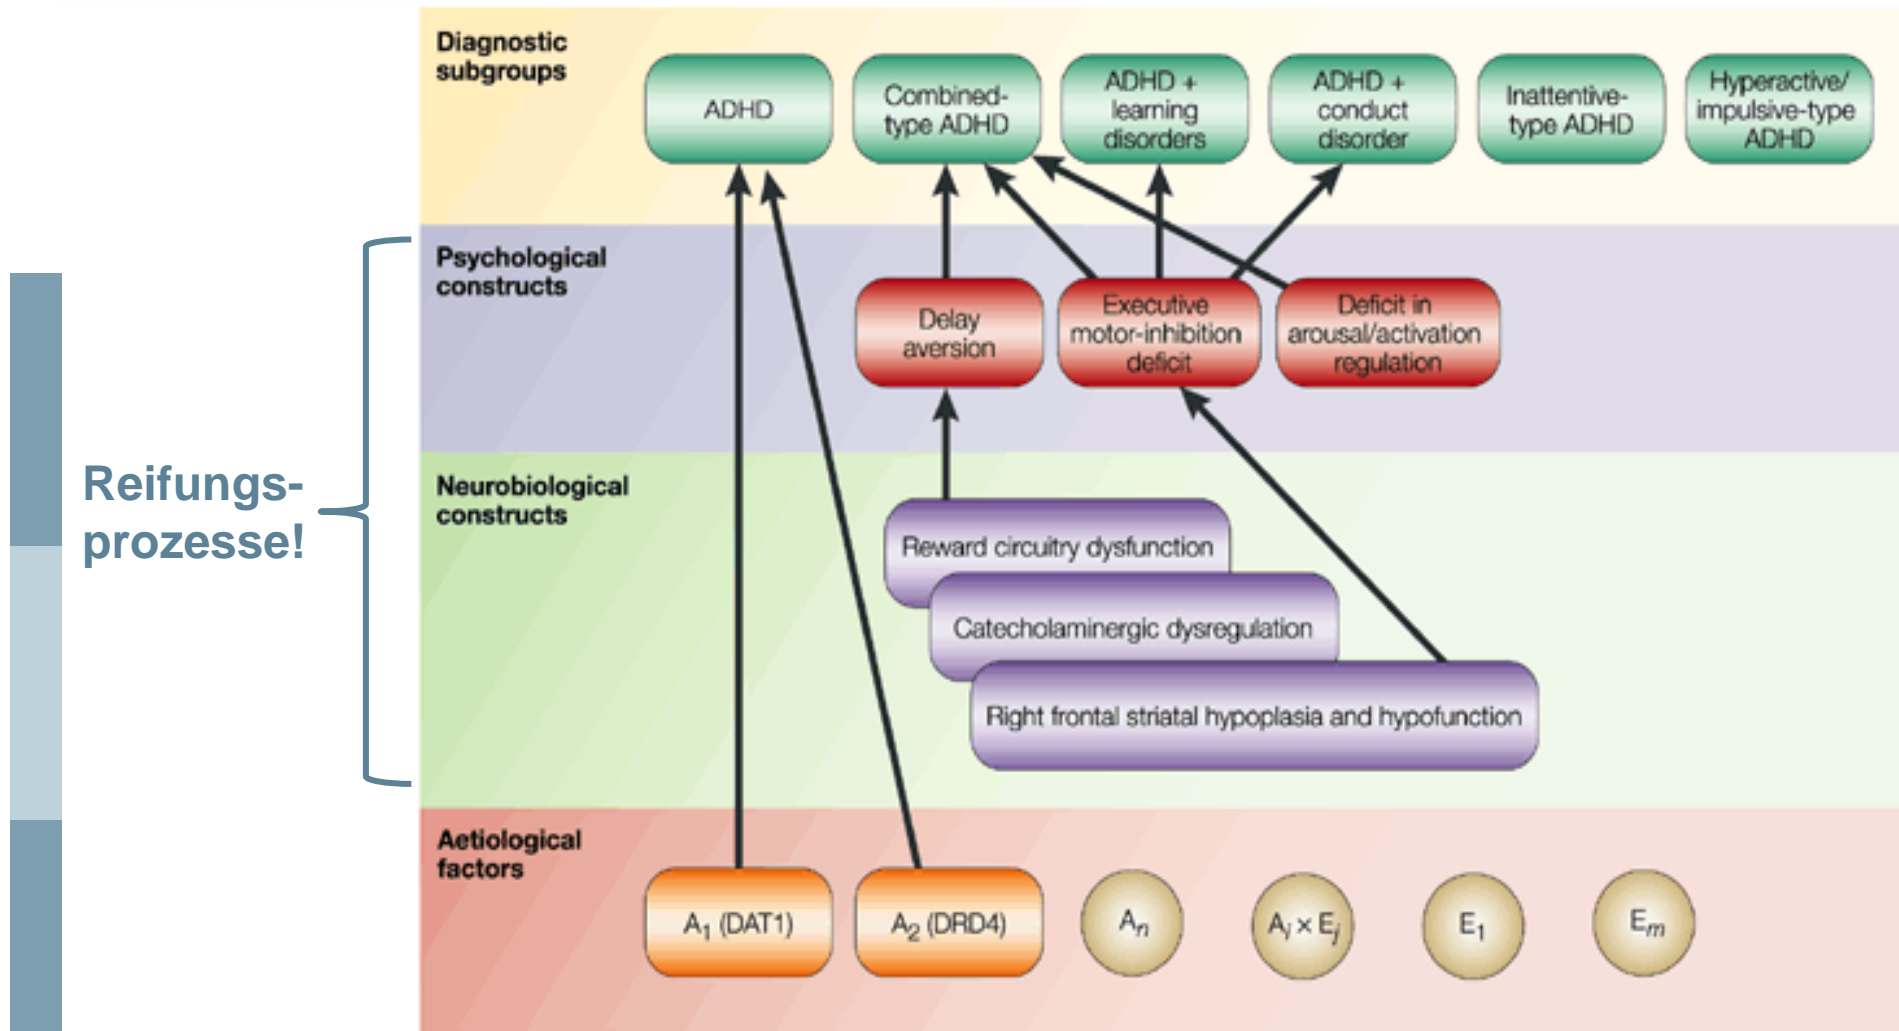 Diagnostic
subgroups
ADHD
Combined-
type ADHD
ADHD +
learning
disorders
ADHD +
conduct
disorder
Inattentive-
type ADHD
Hyperactive/
impulsive-type
ADHD
Psychological
constructs
Delay
aversion
Executive
motor-inhibition
deficit
Deficit in
arousal/activation
regulation
Reifungs-
prozesse!
Neurobiological
constructs
Reward circuitry dysfunction
Catecholaminergic dysregulation
Right frontal striatal hypoplasia and hypofunction
Aetiological
factors
A1 (DAT1)
A2 (DRD4)
An
Ai × Ej
E1
Em